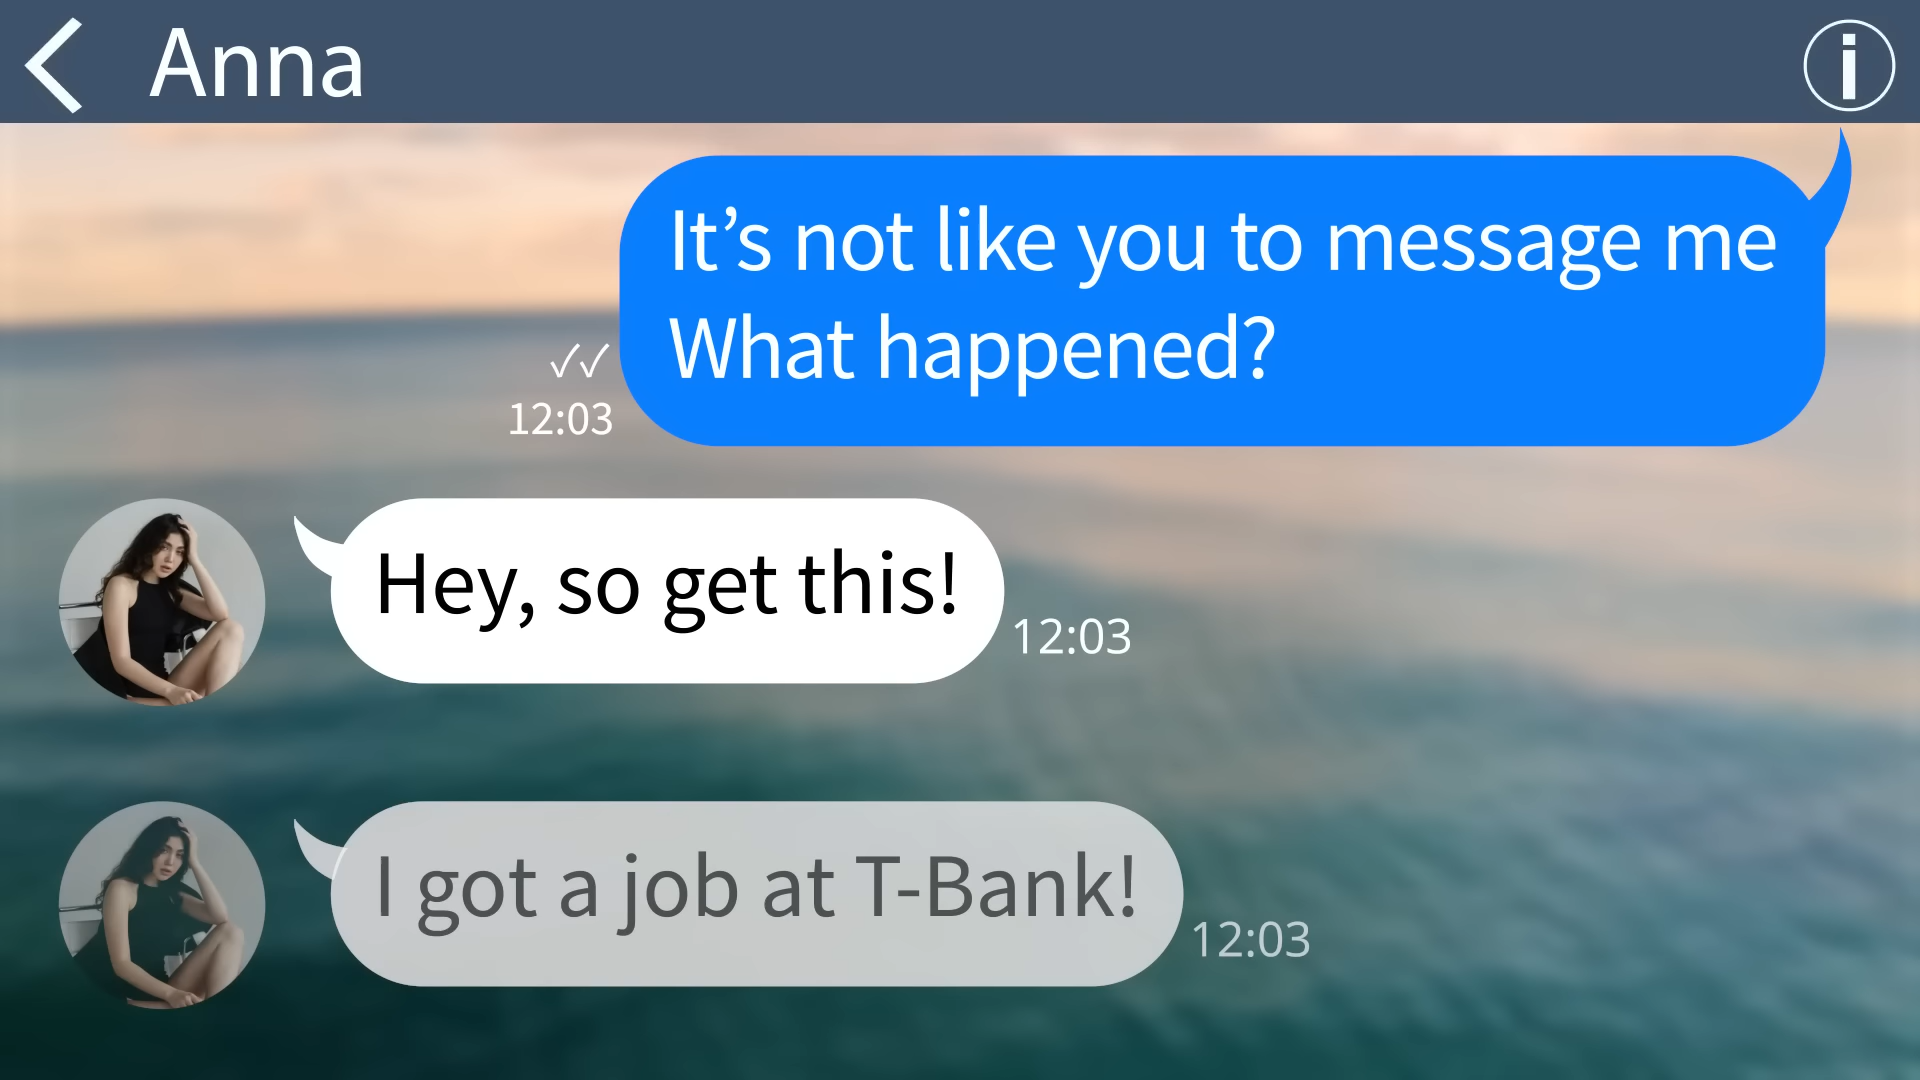 Anna
It’s not like you to message me
What happened?
✓✓
12:03
Hey, so get this!
12:03
I got a job at T-Bank!
12:03